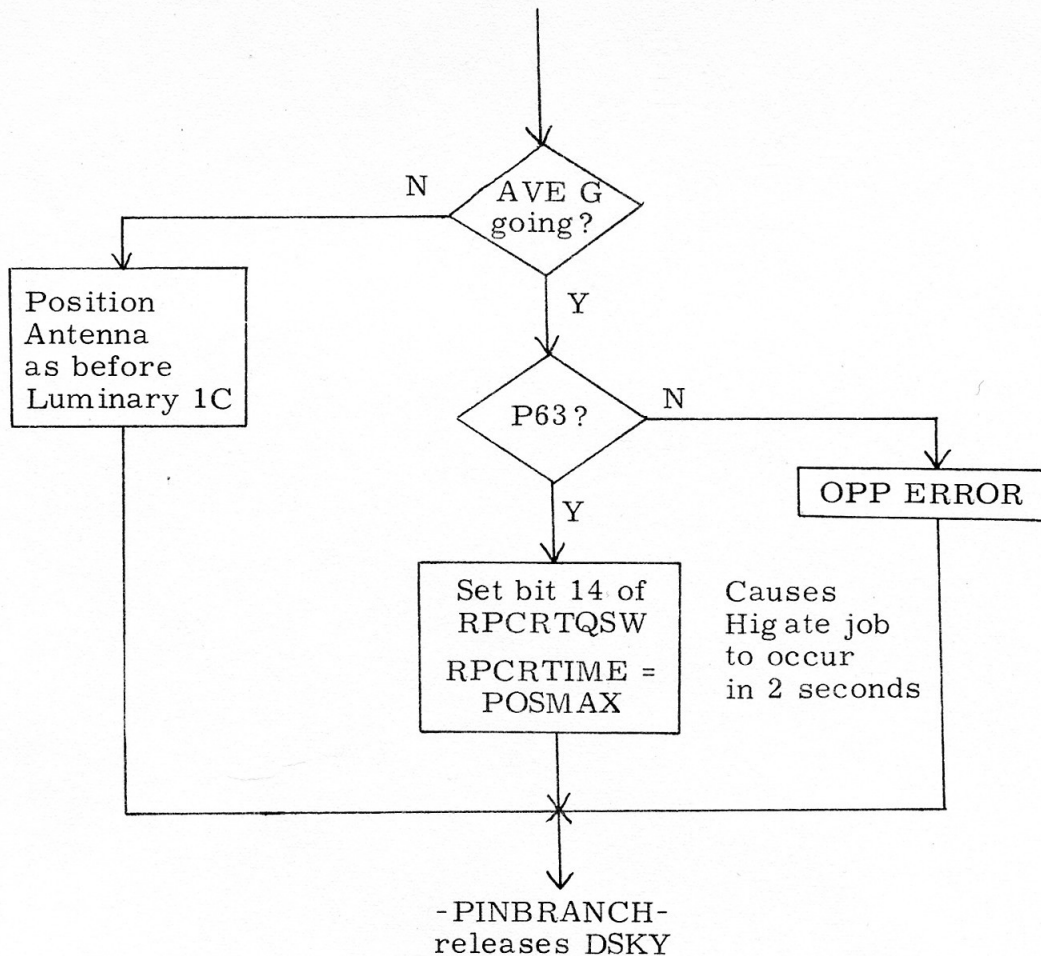 AVE G
going?
N
Y
Position
Antenna
as before
Luminary 1C
P63?
N
OPP ERROR
Y
Set bit 14 of
RPCRTQSW
RPCRTIME =
POSMAX
Causes
Higate job
to occur
in 2 seconds
-PINBRANCH-
releases DSKY